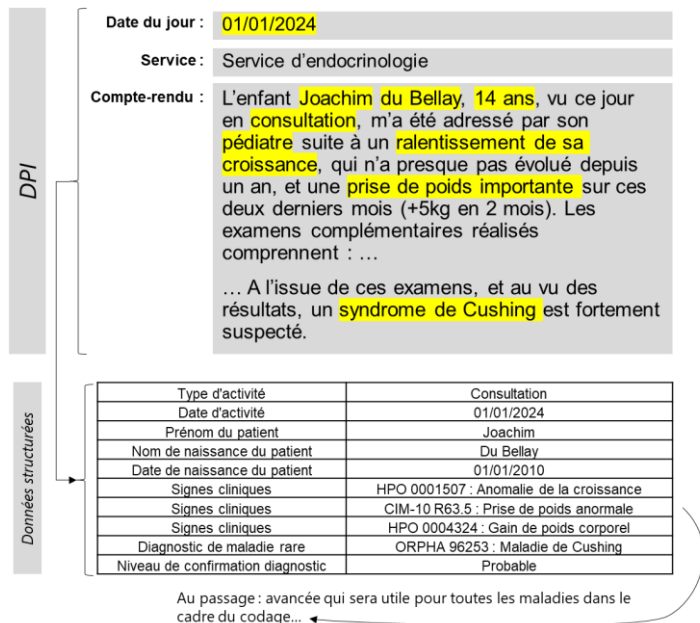 Date du jour : 01/01/2024
Service : Service d'endocrinologie
Compte-rendu : L'enfant Joachim du Bellay, 14 ans, vu ce jour
en consultation, m'a été adressé par son
pédiatre suite à un ralentissement de sa
croissance, qui n'a presque pas évolué depuis
un an, et une prise de poids importante sur ces
deux derniers mois (+5kg en 2 mois). Les
examens complémentaires réalisés
comprennent : …
… A l'issue de ces examens, et au vu des
résultats, un syndrome de Cushing est fortement
suspecté.
DPI
Données structurées
Type d'activité Consultation
Date d'activité 01/01/2024
Prénom du patient Joachim
Nom de naissance du patient Du Bellay
Date de naissance du patient 01/01/2010
Signes cliniques HPO 0001507 : Anomalie de la croissance
Signes cliniques CIM-10 R63.5 : Prise de poids anormale
Signes cliniques HPO 0004324 : Gain de poids corporel
Diagnostic de maladie rare ORPHA 96253 : Maladie de Cushing
Niveau de confirmation diagnostic Probable
Au passage : avancée qui sera utile pour toutes les maladies dans le
cadre du codage...